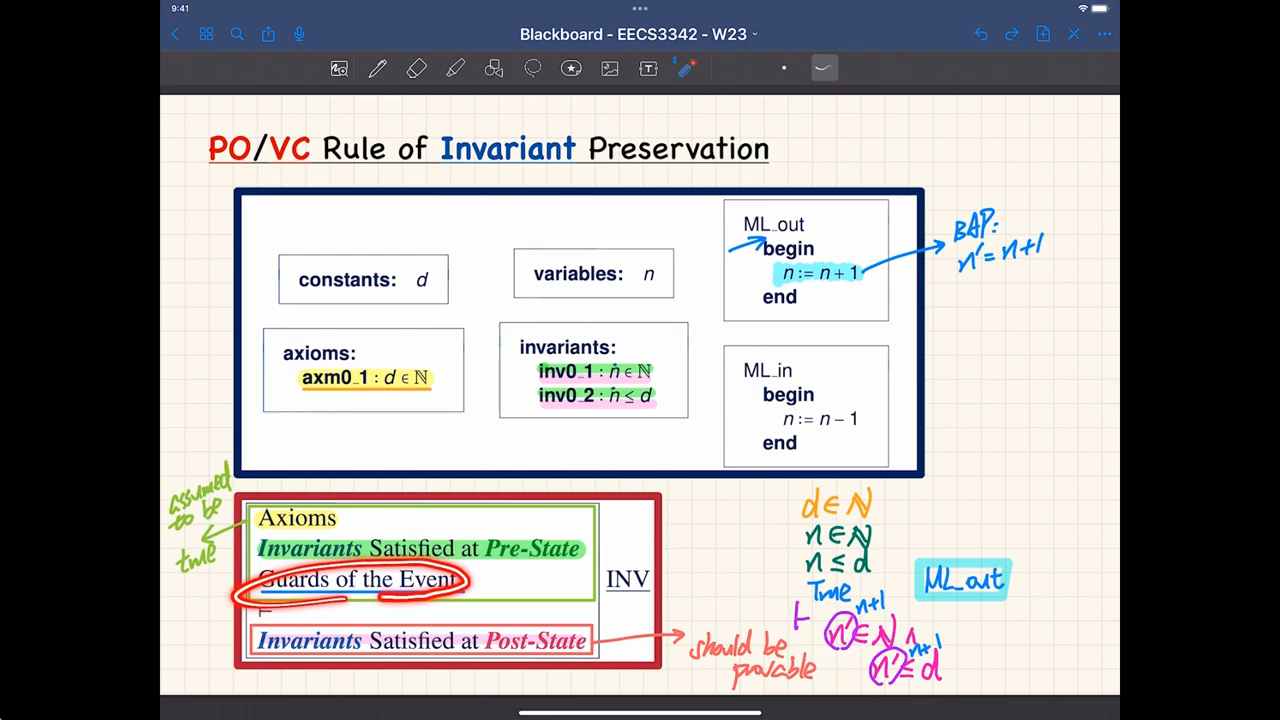 9:41
Blackboard - EECS3342 - W23
PO/VC Rule of Invariant Preservation
constants: d
variables: n
ML_out
begin
n := n + 1
end
BAP:
n' = n+1
axioms:
axm0_1 : d ∈ ℕ
invariants:
inv0_1 : n ∈ ℕ
inv0_2 : n ≤ d
ML_in
begin
n := n − 1
end
assumed
to be
true
Axioms
Invariants Satisfied at Pre-State
Guards of the Event
⊢
Invariants Satisfied at Post-State
INV
should be
provable
d ∈ ℕ
n ∈ ℕ
n ≤ d
True
n+1
⊢ n' ∈ ℕ ∧
n+1
n' ≤ d
ML_out